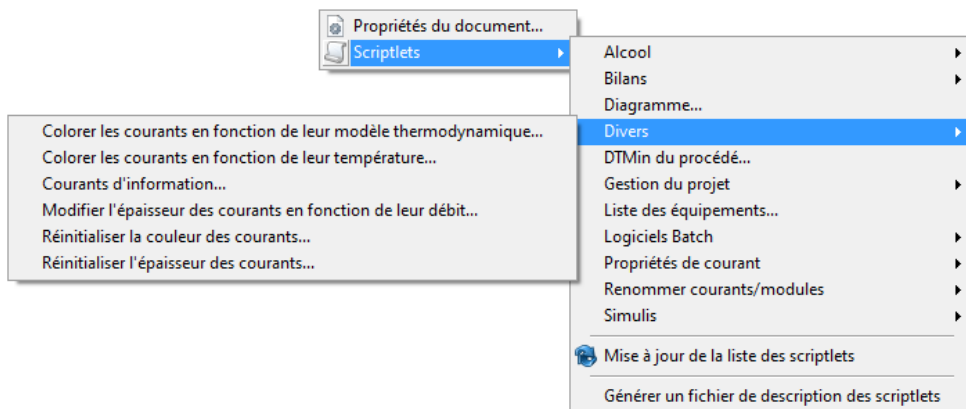 Propriétés du document...
Scriptlets
Alcool
Bilans
Diagramme...
Divers
DTMin du procédé...
Gestion du projet
Liste des équipements...
Logiciels Batch
Propriétés de courant
Renommer courants/modules
Simulis
Mise à jour de la liste des scriptlets
Générer un fichier de description des scriptlets
Colorer les courants en fonction de leur modèle thermodynamique...
Colorer les courants en fonction de leur température...
Courants d'information...
Modifier l'épaisseur des courants en fonction de leur débit...
Réinitialiser la couleur des courants...
Réinitialiser l'épaisseur des courants...